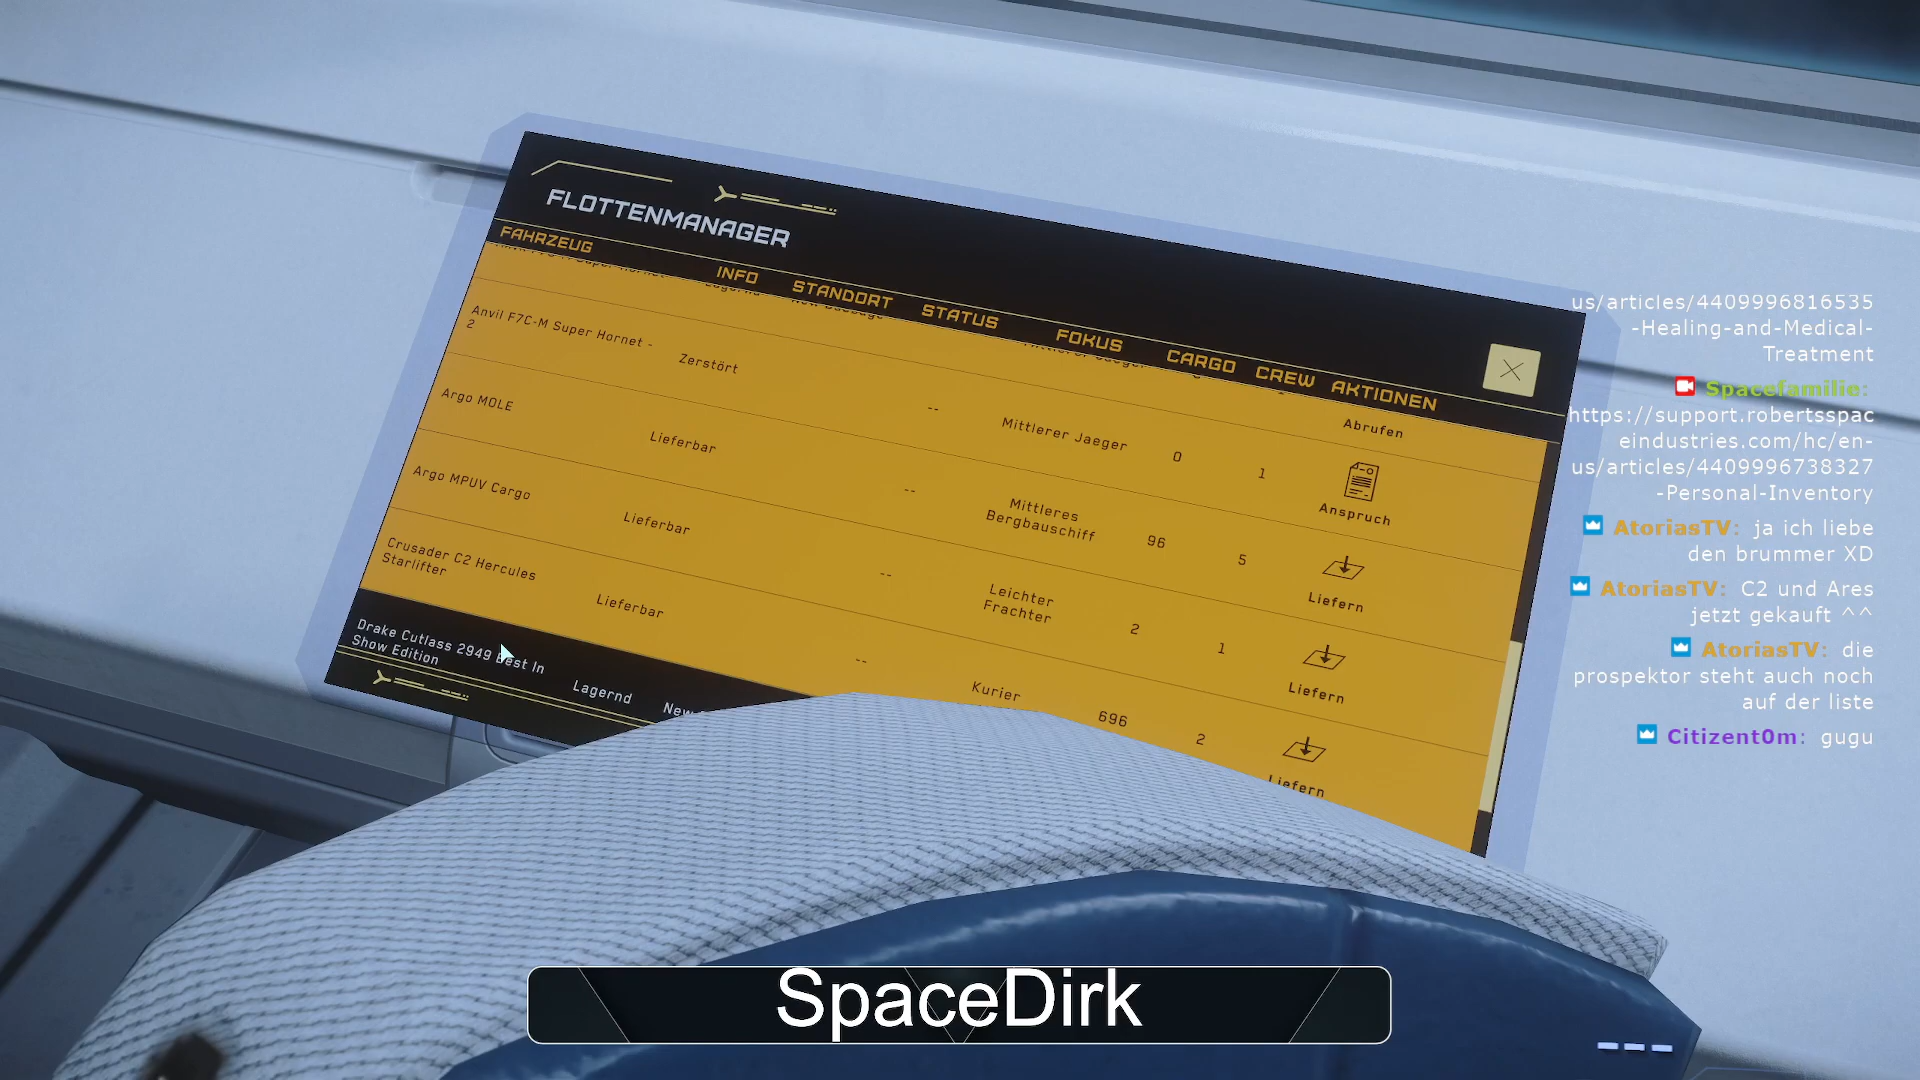 FLOTTENMANAGER
FAHRZEUG
INFO
STANDORT
STATUS
FOKUS
CARGO
CREW
AKTIONEN
Abrufen
Anvil F7C-M Super Hornet -
2
Zerstört
--
Mittlerer Jaeger
0
1
Anspruch
Argo MOLE
Lieferbar
--
Mittleres
Bergbauschiff
96
5
Liefern
Argo MPUV Cargo
Lieferbar
--
Leichter
Frachter
2
1
Liefern
Crusader C2 Hercules
Starlifter
Lieferbar
--
Kurier
696
2
Liefern
Drake Cutlass 2949 Best In
Show Edition
Lagernd
New
us/articles/4409996816535
-Healing-and-Medical-
Treatment
Spacefamilie:
https://support.robertsspac
eindustries.com/hc/en-
us/articles/4409996738327
-Personal-Inventory
AtoriasTV: ja ich liebe
den brummer XD
AtoriasTV: C2 und Ares
jetzt gekauft ^^
AtoriasTV: die
prospektor steht auch noch
auf der liste
Citizent0m: gugu
SpaceDirk